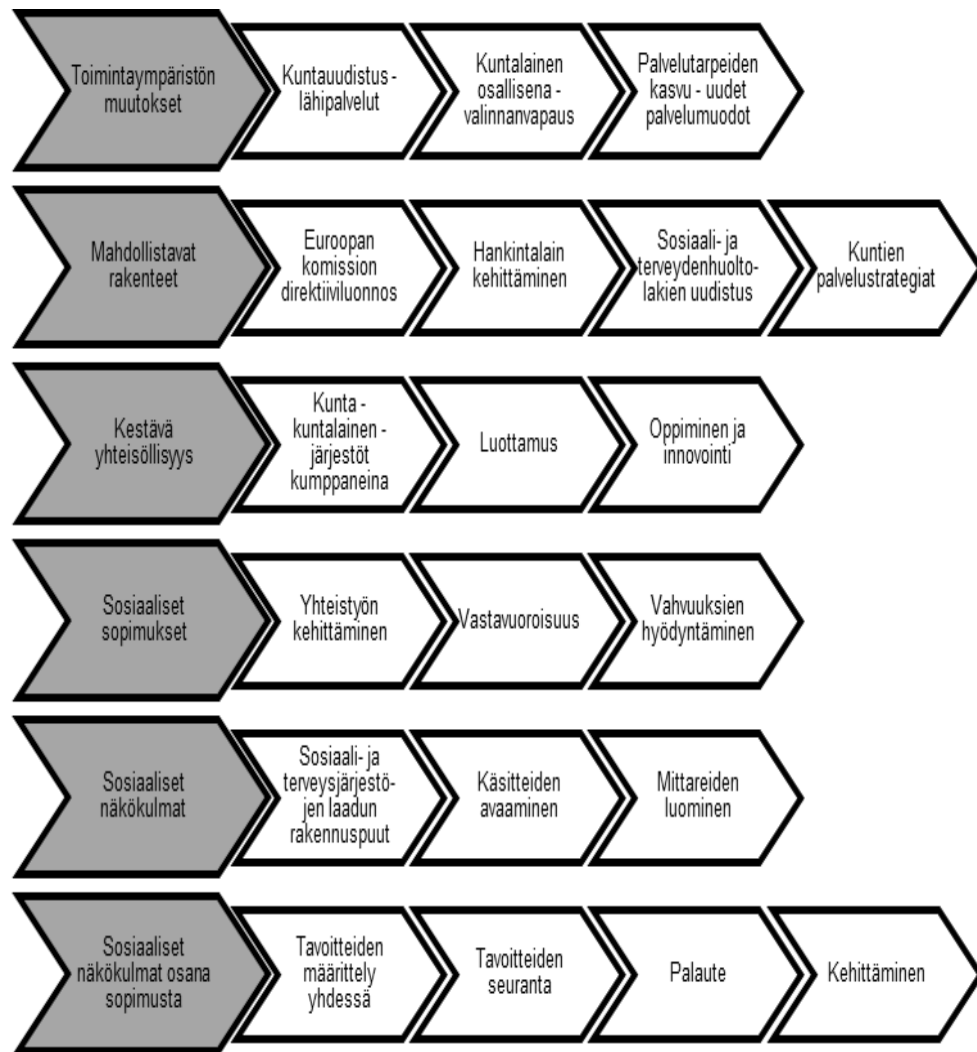 Toimintaympäristön
muutokset
Kuntauudistus -
lähipalvelut
Kuntalainen
osallisena -
valinnanvapaus
Palvelutarpeiden
kasvu - uudet
palvelumuodot
Mahdollistavat
rakenteet
Euroopan
komission
direktiiviluonnos
Hankintalain
kehittäminen
Sosiaali- ja
terveydenhuolto-
lakien uudistus
Kuntien
palvelustrategiat
Kestävä
yhteisöllisyys
Kunta -
kuntalainen -
järjestöt
kumppaneina
Luottamus
Oppiminen ja
innovointi
Sosiaaliset
sopimukset
Yhteistyön
kehittäminen
Vastavuoroisuus
Vahvuuksien
hyödyntäminen
Sosiaaliset
näkökulmat
Sosiaali- ja
terveysjärjestö-
jen laadun
rakennuspuut
Käsitteiden
avaaminen
Mittareiden
luominen
Sosiaaliset
näkökulmat osana
sopimusta
Tavoitteiden
määrittely
yhdessä
Tavoitteiden
seuranta
Palaute
Kehittäminen